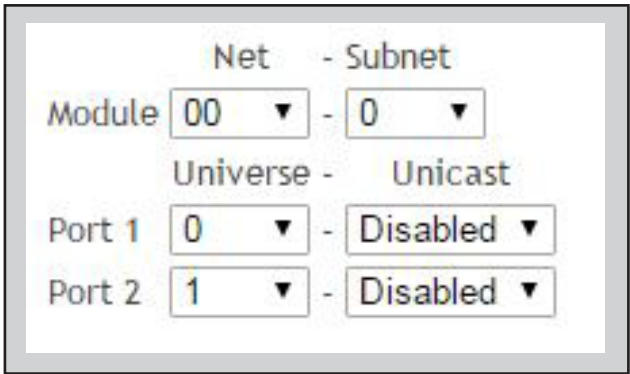 Net - Subnet
Module 00 - 0
Universe - Unicast
Port 1 0 - Disabled
Port 2 1 - Disabled